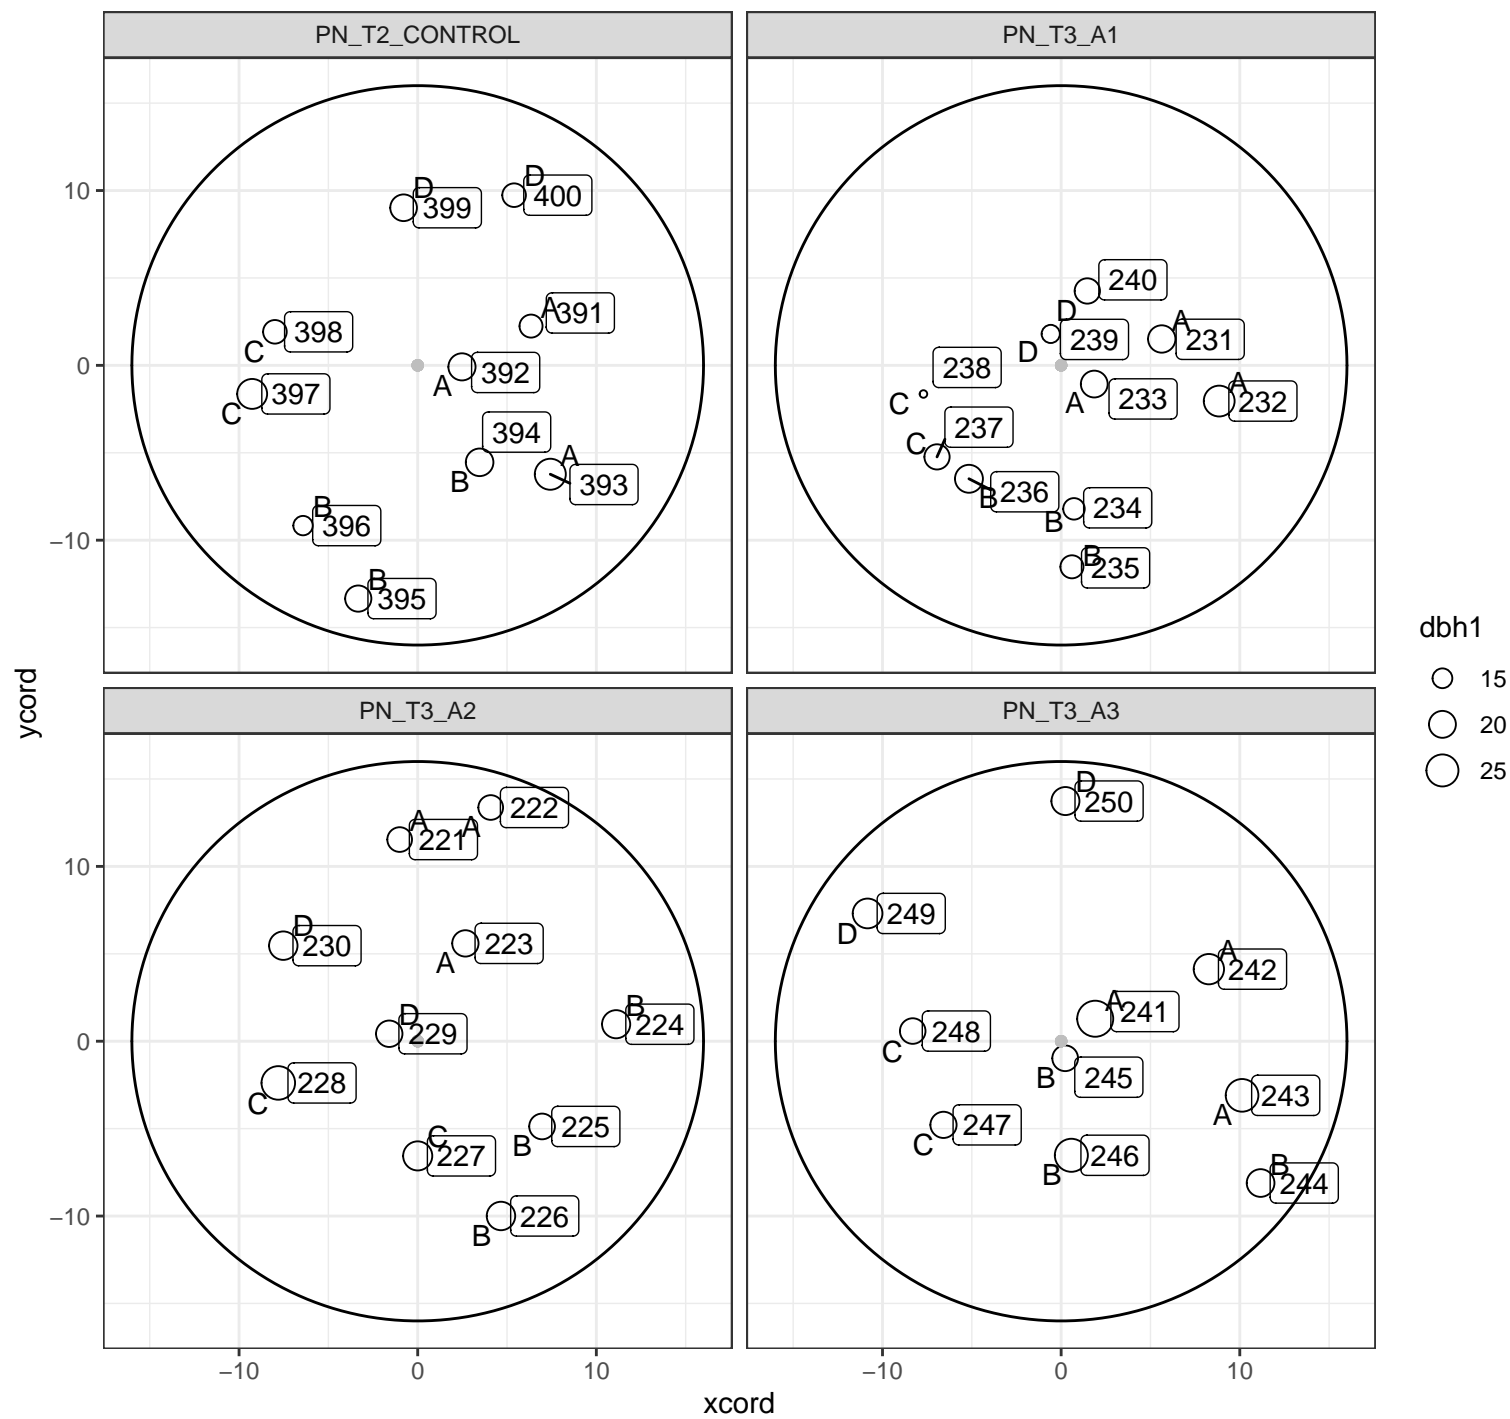 PN_T2_CONTROL
PN_T3_A1
D
399
D
400
A
391
398
C
392
A
397
C
394
B
A
393
B
396
B
395
240
D
239
D
A
231
238
C
233
A
A
232
237
C
236
B
234
B
B
235
10
0
−10
ycord
PN_T3_A2
PN_T3_A3
222
A
A
221
D
230
223
A
B
224
D
229
228
C
225
B
C
227
226
B
D
250
249
D
A
242
A
241
248
C
245
B
243
A
247
C
246
B
B
244
10
0
−10
−10
0
10
−10
0
10
xcord
dbh1
15
20
25